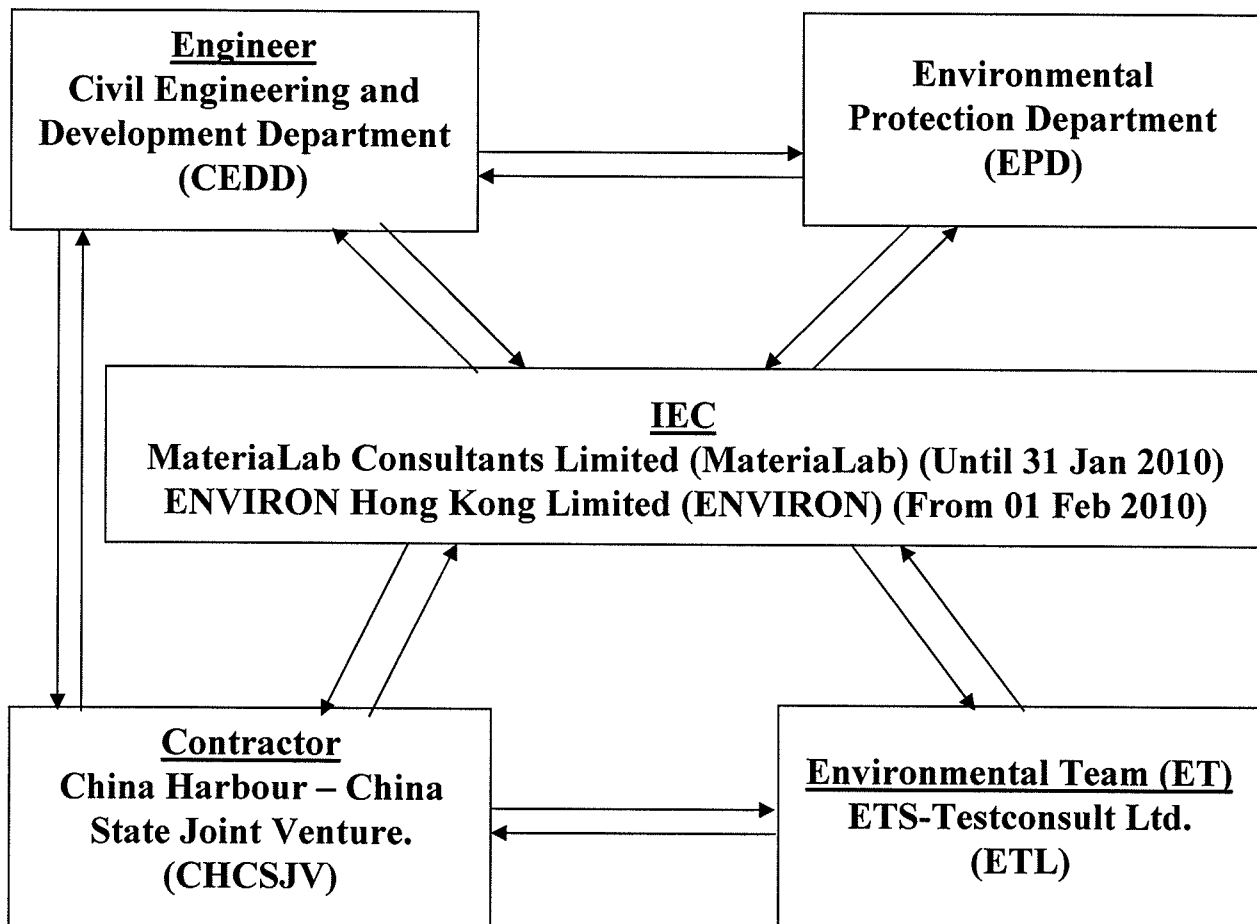 Engineer
Civil Engineering and
Development Department
(CEDD)
Environmental
Protection Department
(EPD)
IEC
MateriaLab Consultants Limited (MateriaLab) (Until 31 Jan 2010)
ENVIRON Hong Kong Limited (ENVIRON) (From 01 Feb 2010)
Contractor
China Harbour – China
State Joint Venture.
(CHCSJV)
Environmental Team (ET)
ETS-Testconsult Ltd.
(ETL)